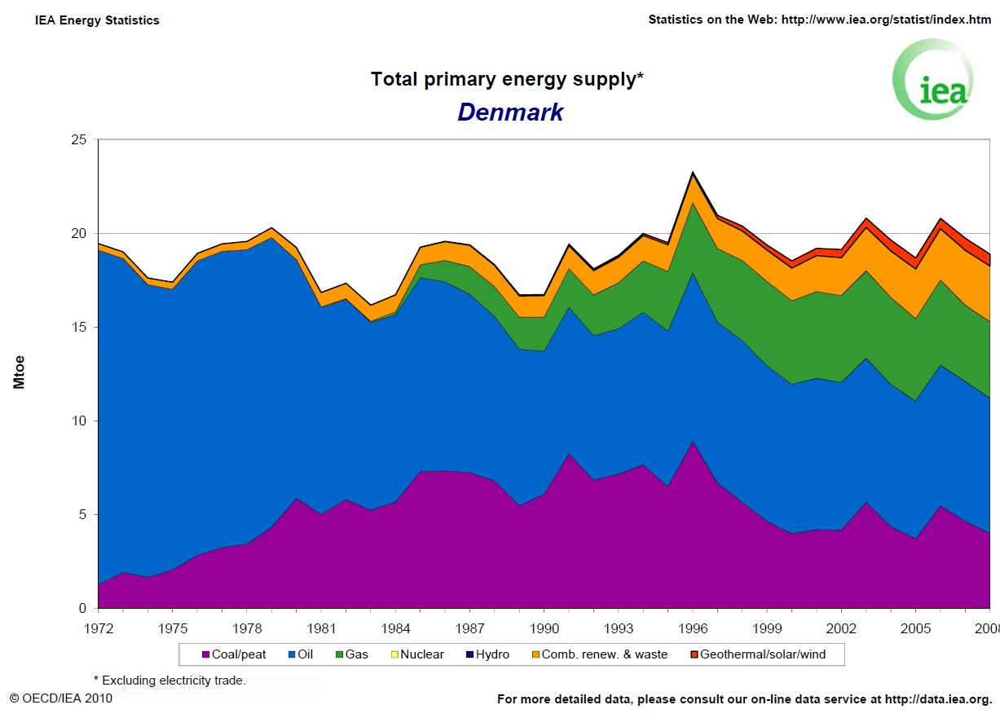 IEA Energy Statistics
Statistics on the Web: http://www.iea.org/statist/index.htm
iea
Total primary energy supply*
Denmark
25
20
15
10
5
0
Mtoe
1972 1975 1978 1981 1984 1987 1990 1993 1996 1999 2002 2005 2008
Coal/peat Oil Gas Nuclear Hydro Comb. renew. & waste Geothermal/solar/wind
* Excluding electricity trade.
© OECD/IEA 2010
For more detailed data, please consult our on-line data service at http://data.iea.org.